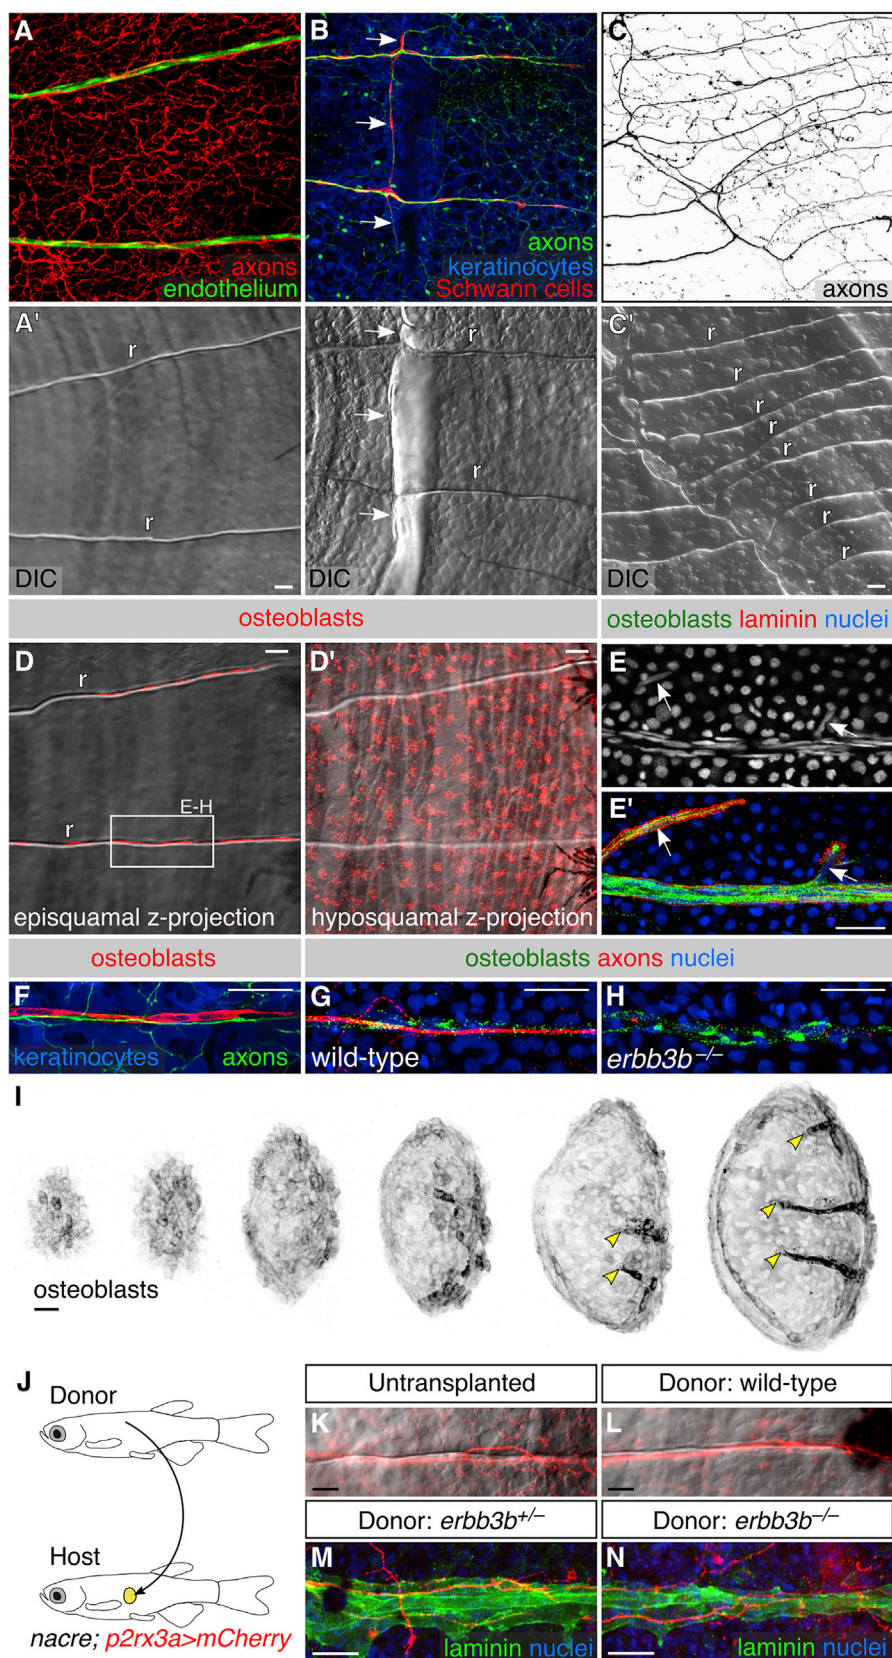 A
axons
endothelium
B
axons
keratinocytes
Schwann cells
C
axons
A'
r
r
DIC
r
r
DIC
C'
r
r
r
r
r
r
r
r
DIC
osteoblasts
osteoblasts laminin nuclei
D
r
r
E-H
episquamal z-projection
D'
hyposquamal z-projection
E
E'
osteoblasts
osteoblasts axons nuclei
F
keratinocytes axons
G
wild-type
H
erbb3b−/−
I
osteoblasts
J
Donor
Host
nacre; p2rx3a>mCherry
Untransplanted
Donor: wild-type
K
L
Donor: erbb3b+/−
Donor: erbb3b−/−
M
laminin nuclei
N
laminin nuclei